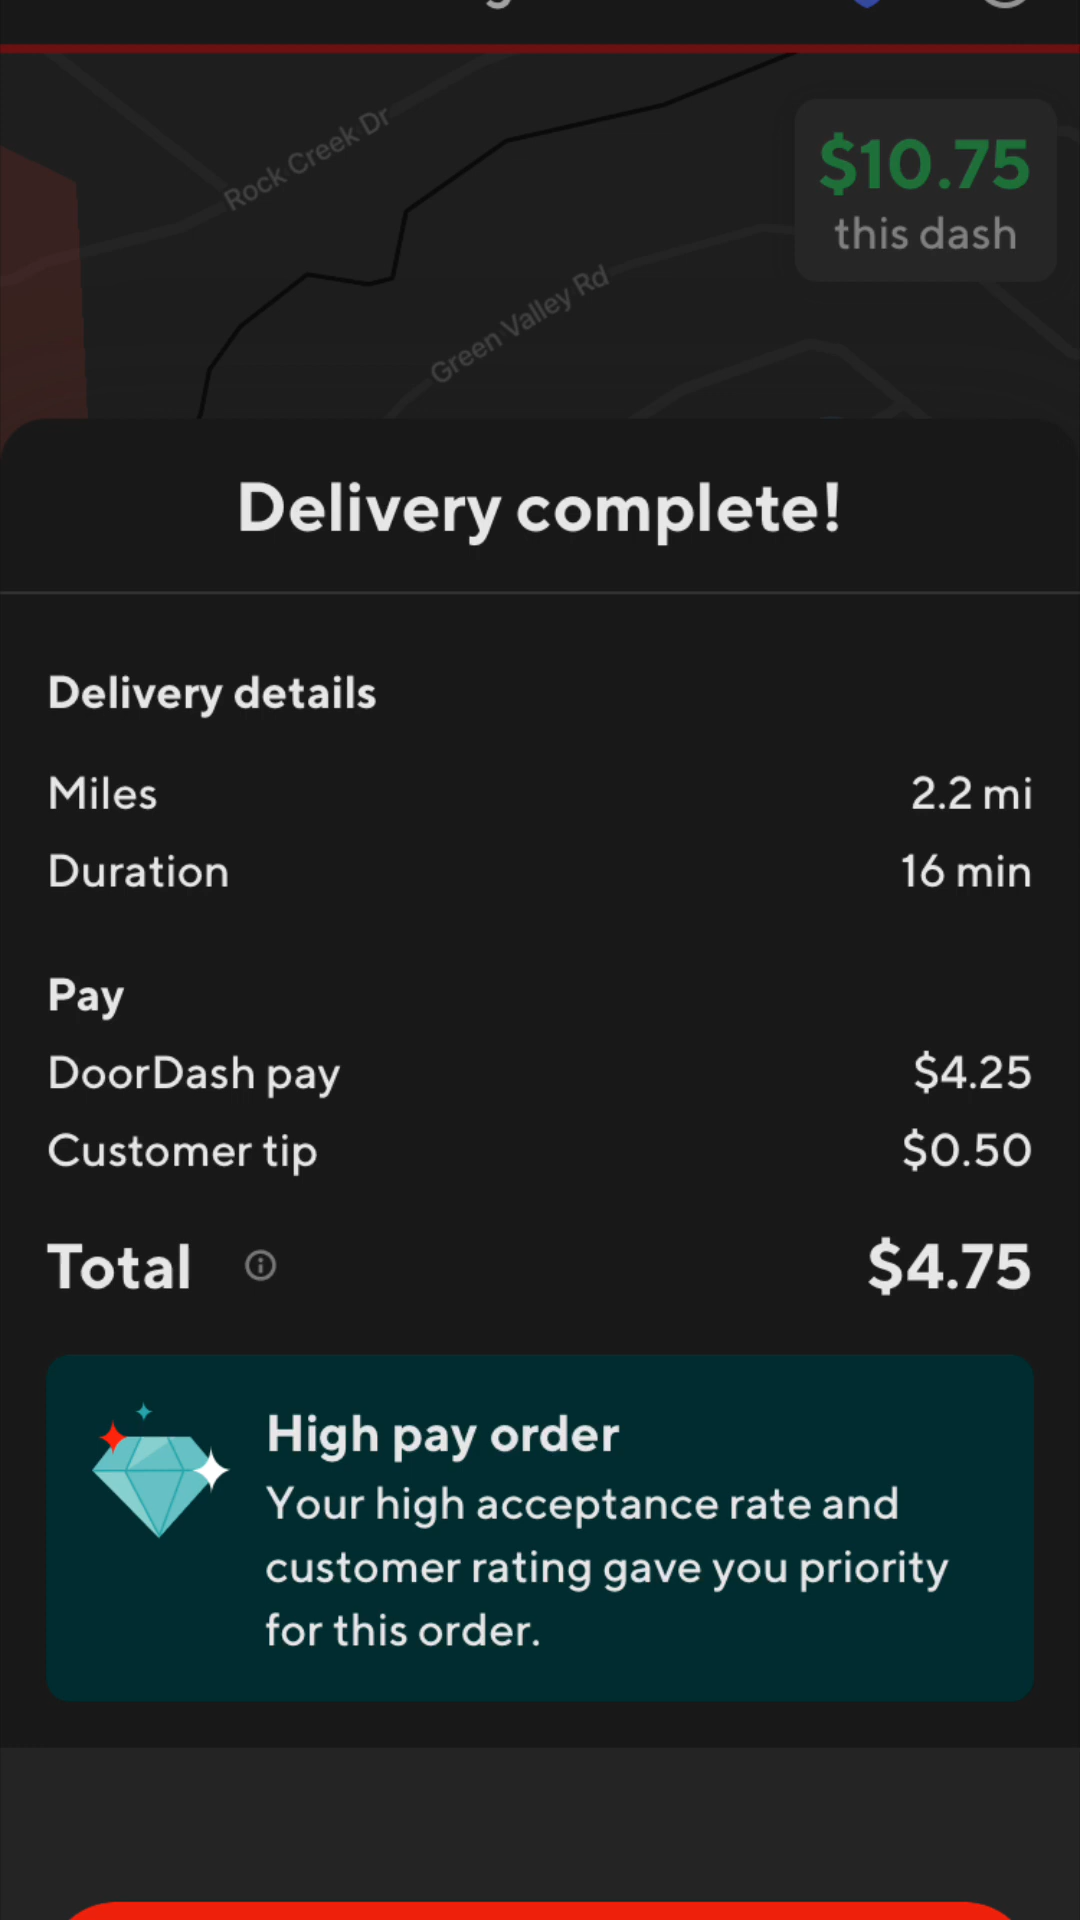 Rock Creek Dr
$10.75
this dash
Green Valley Rd
Delivery complete!
Delivery details
Miles 2.2 mi
Duration 16 min
Pay
DoorDash pay $4.25
Customer tip $0.50
Total $4.75
High pay order
Your high acceptance rate and
customer rating gave you priority
for this order.